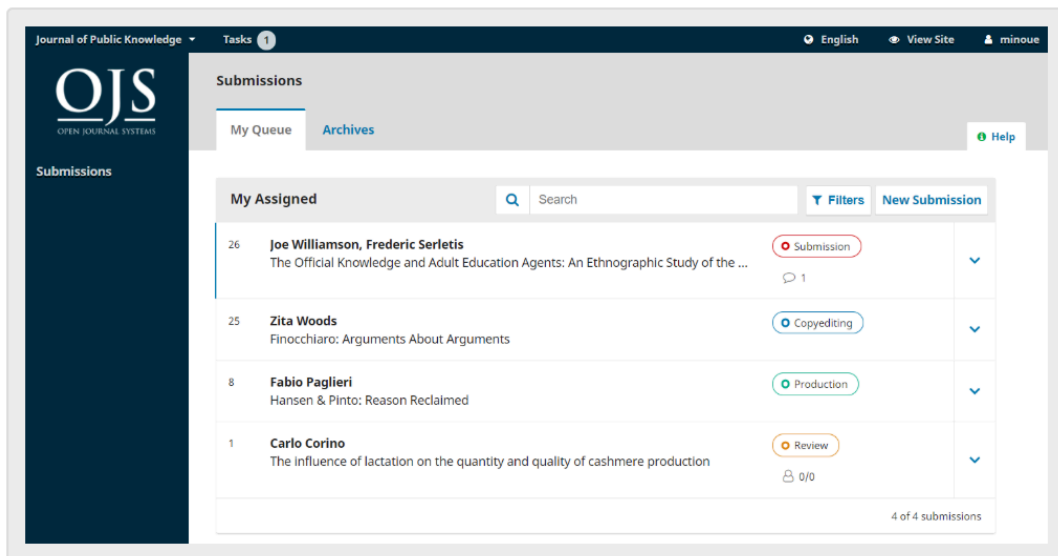 Journal of Public Knowledge Tasks 1 English View Site minoue
OJS
OPEN JOURNAL SYSTEMS
Submissions
Submissions
My Queue Archives
Help
My Assigned Search Filters New Submission
26 Joe Williamson, Frederic Serletis Submission
The Official Knowledge and Adult Education Agents: An Ethnographic Study of the ...
1
25 Zita Woods Copyediting
Finocchiaro: Arguments About Arguments
8 Fabio Paglieri Production
Hansen & Pinto: Reason Reclaimed
1 Carlo Corino Review
The influence of lactation on the quantity and quality of cashmere production
0/0
4 of 4 submissions